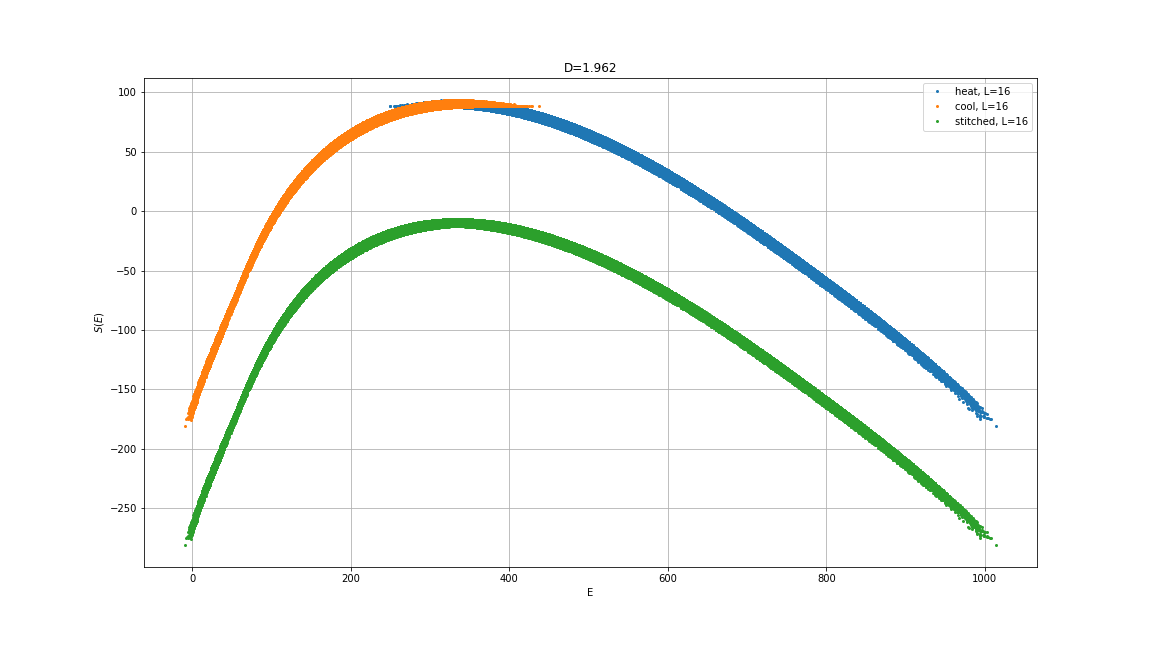 D=1.962
100
50
0
−50
−100
−150
−200
−250
S(E)
0
200
400
600
800
1000
E
heat, L=16
cool, L=16
stitched, L=16